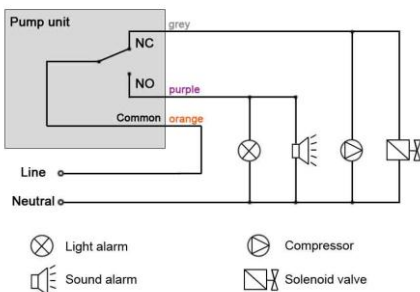 Pump unit
grey
NC
NO
purple
Common orange
Line
Neutral
Light alarm
Compressor
Sound alarm
Solenoid valve